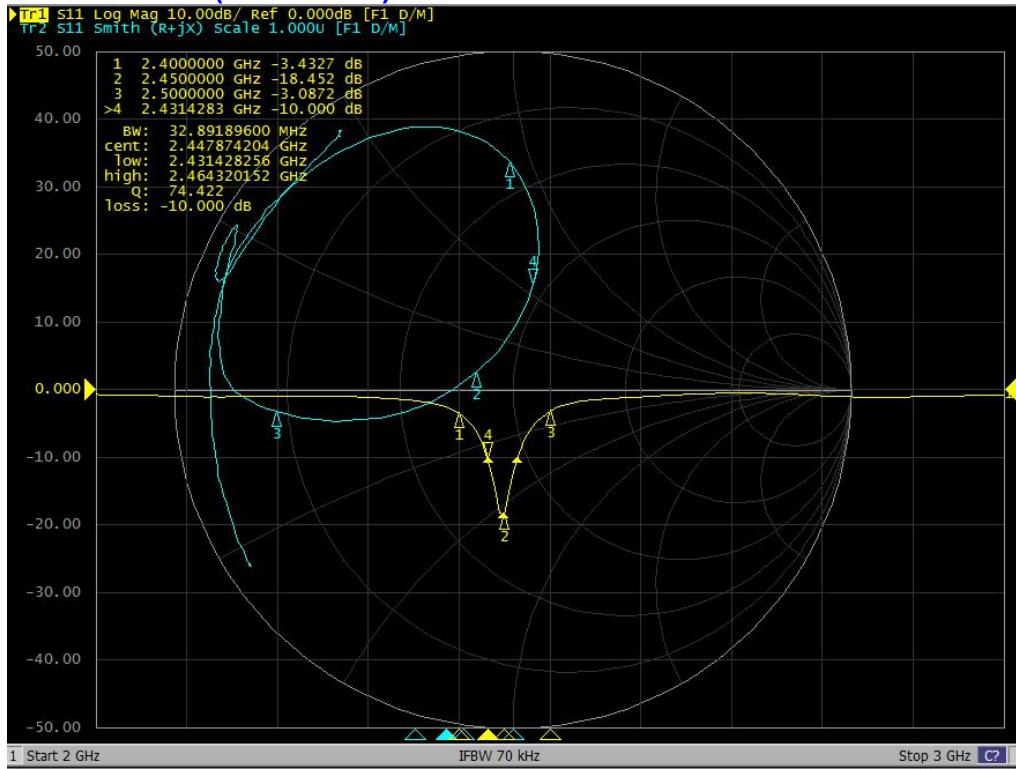 Tr1 S11 Log Mag 10.00dB/ Ref 0.000dB [F1 D/M]
Tr2 S11 Smith (R+jX) Scale 1.000U [F1 D/M]
50.00
1 2.4000000 GHz -3.4327 dB
2 2.4500000 GHz -18.452 dB
3 2.5000000 GHz -3.0872 dB
>4 2.4314283 GHz -10.000 dB
BW: 32.89189600 MHz
cent: 2.447874204 GHz
low: 2.431428256 GHz
high: 2.464320152 GHz
Q: 74.422
loss: -10.000 dB
40.00
30.00
20.00
10.00
0.000
-10.00
-20.00
-30.00
-40.00
-50.00
1
4
2
3
1
4
3
2
1 Start 2 GHz IFBW 70 kHz Stop 3 GHz C?